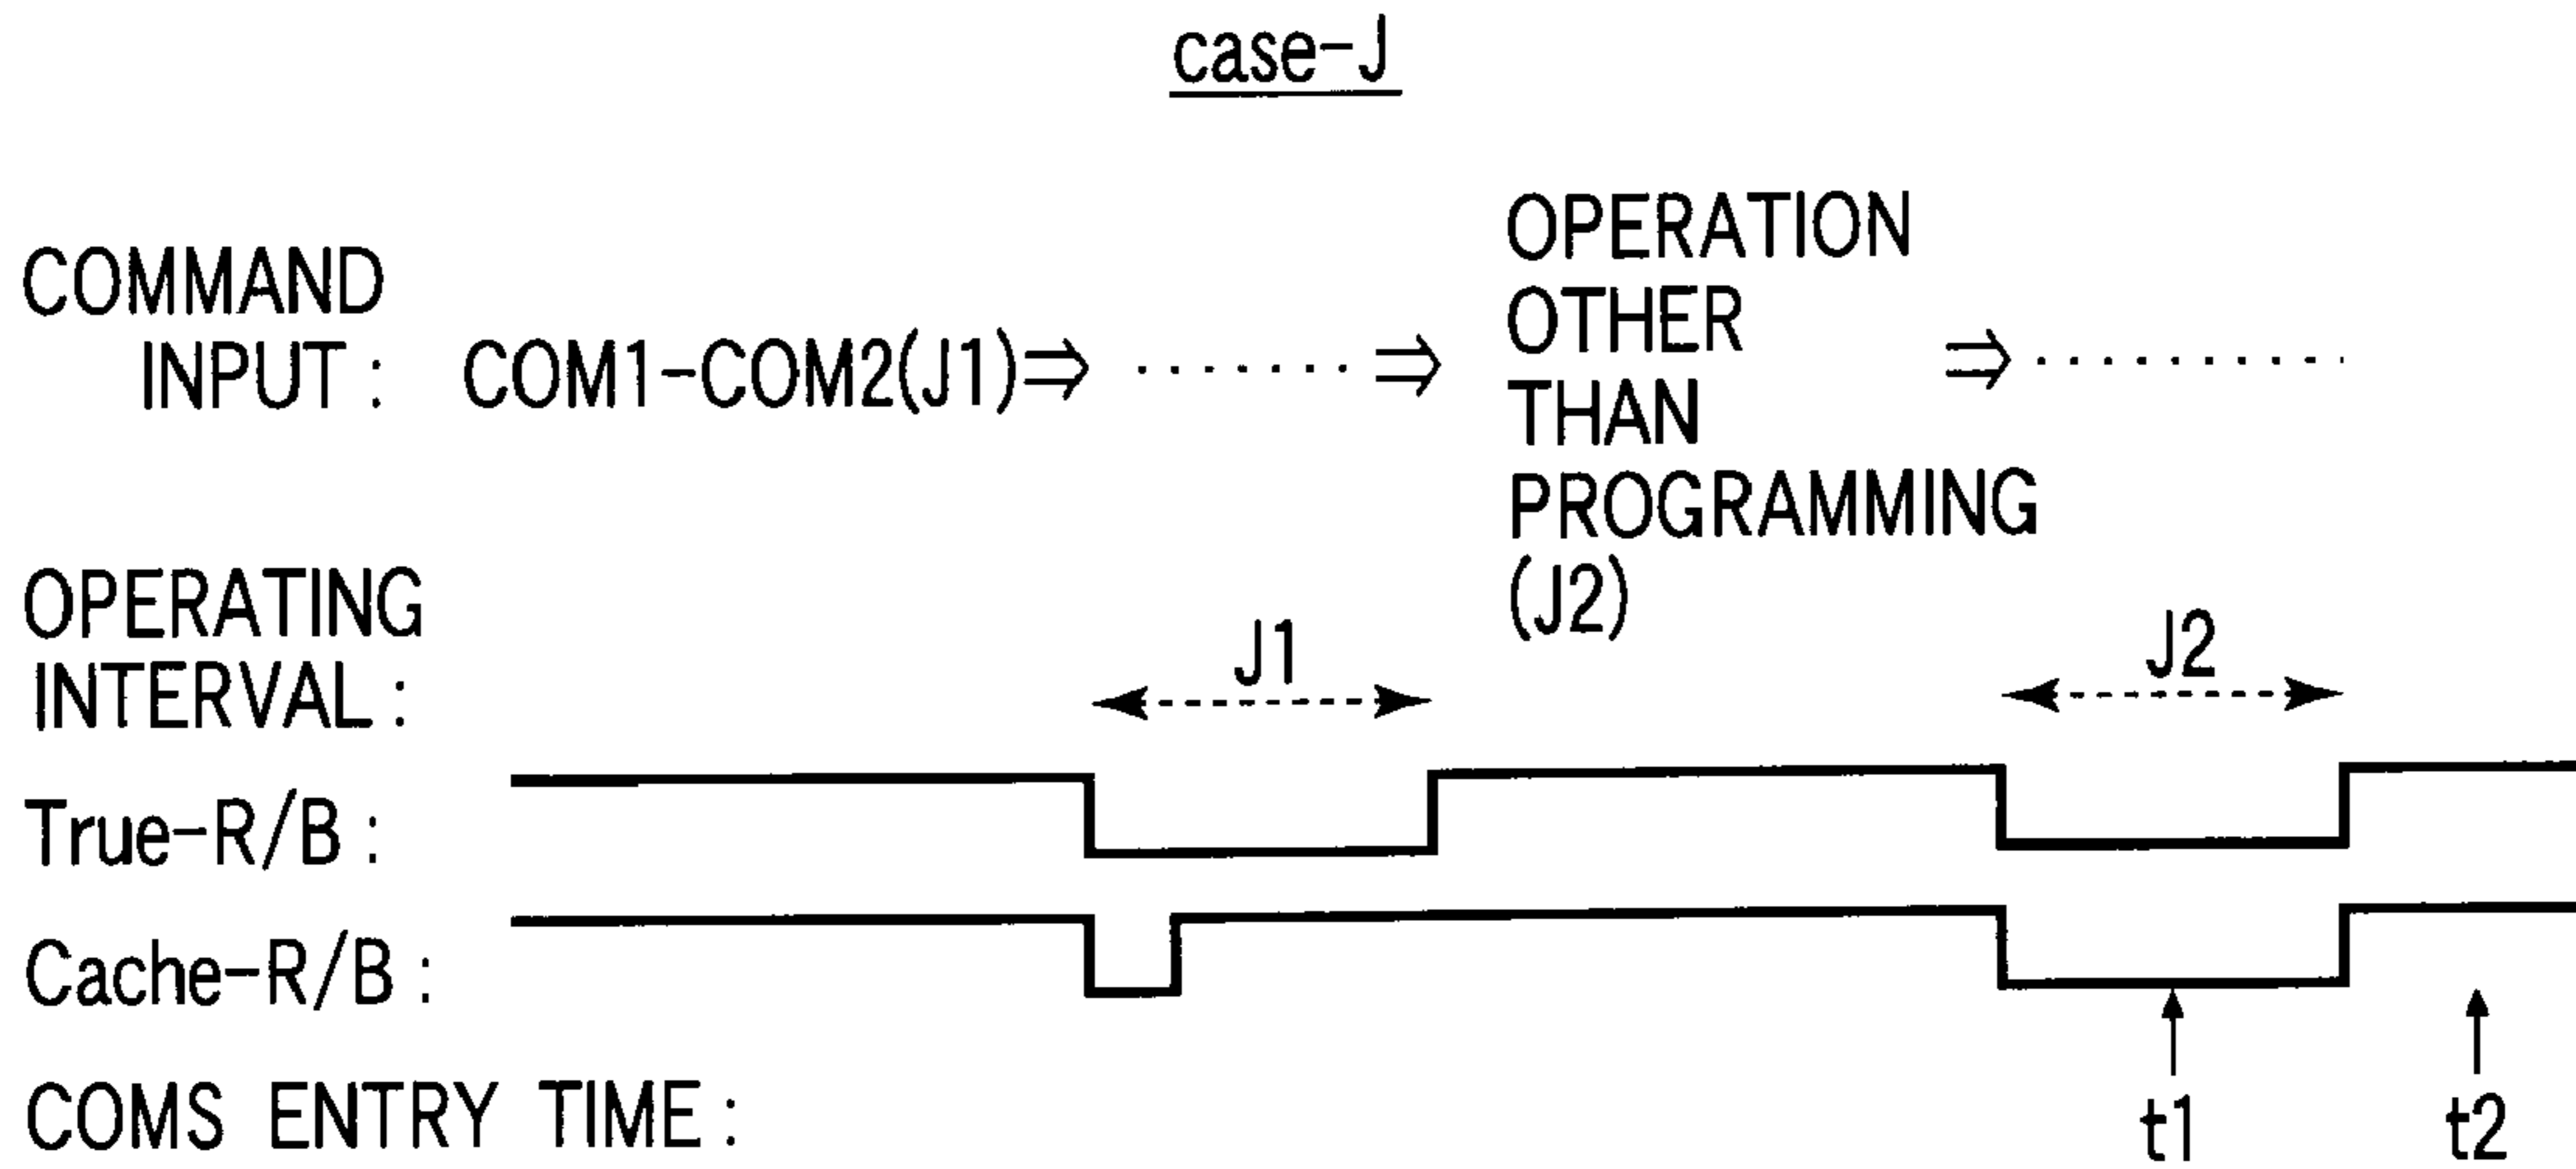 case-J
COMMAND
INPUT : COM1-COM2(J1)⇒ ······· ⇒ OPERATION
OTHER
THAN
PROGRAMMING
(J2) ⇒ ··········
OPERATING
INTERVAL : J1 J2
True-R/B :
Cache-R/B :
COMS ENTRY TIME : t1 t2